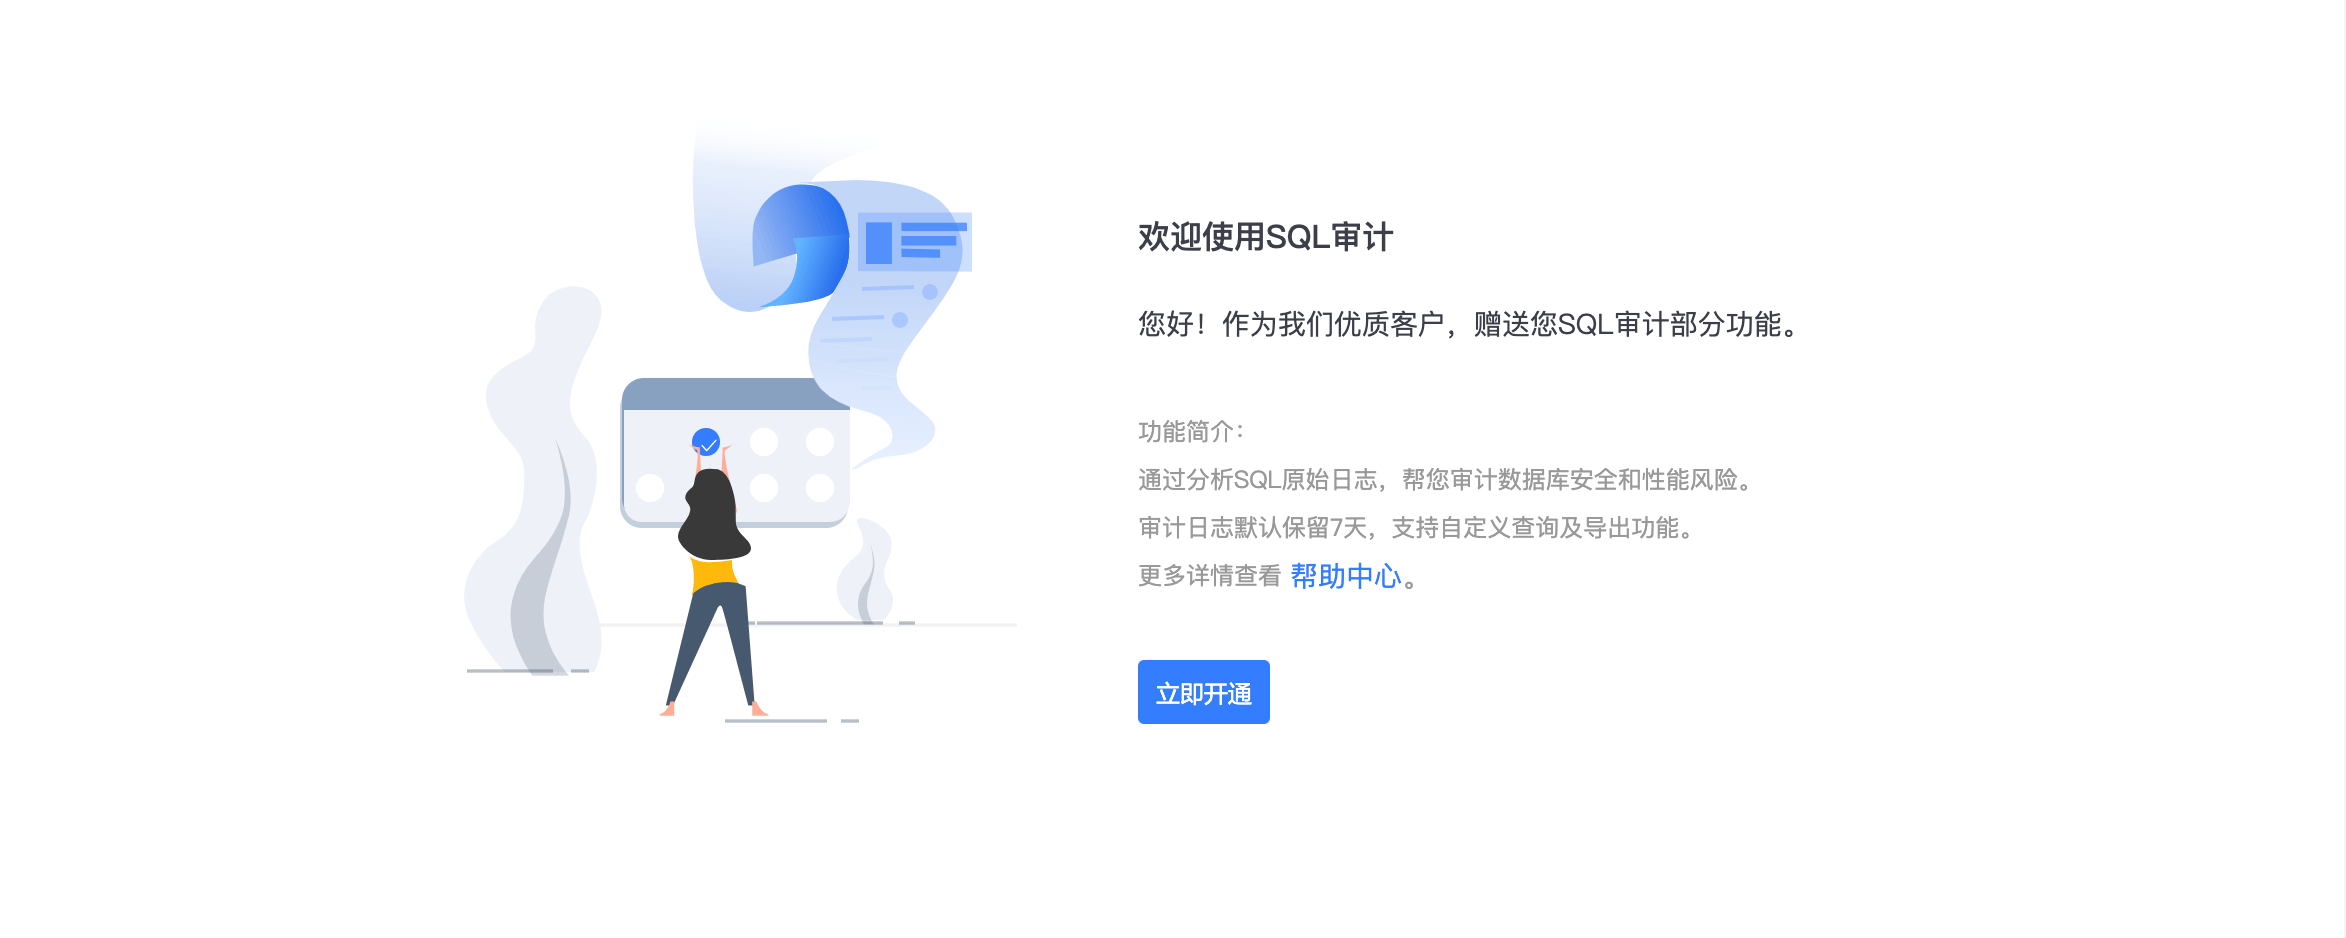 欢迎使用SQL审计
您好！作为我们优质客户，赠送您SQL审计部分功能。
功能简介：
通过分析SQL原始日志，帮您审计数据库安全和性能风险。
审计日志默认保留7天，支持自定义查询及导出功能。
更多详情查看 帮助中心。
立即开通